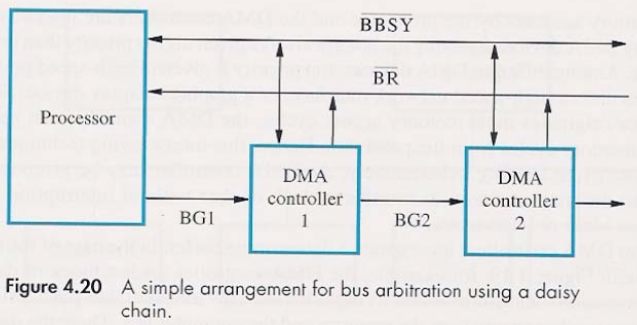 BBSY
BR
Processor
DMA
controller
1
DMA
controller
2
BG1
BG2
Figure 4.20 A simple arrangement for bus arbitration using a daisy
chain.